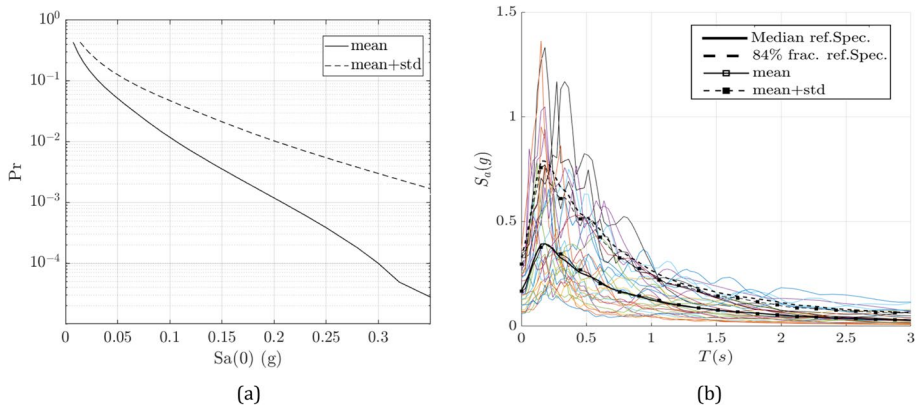 10^0
10^-1
10^-2
10^-3
10^-4
Pr
0 0.05 0.1 0.15 0.2 0.25 0.3
Sa(0) (g)
mean
mean+std
(a)
1.5
1
0.5
0
S_a(g)
0 0.5 1 1.5 2 2.5 3
T(s)
Median ref.Spec.
84% frac. ref.Spec.
mean
mean+std
(b)